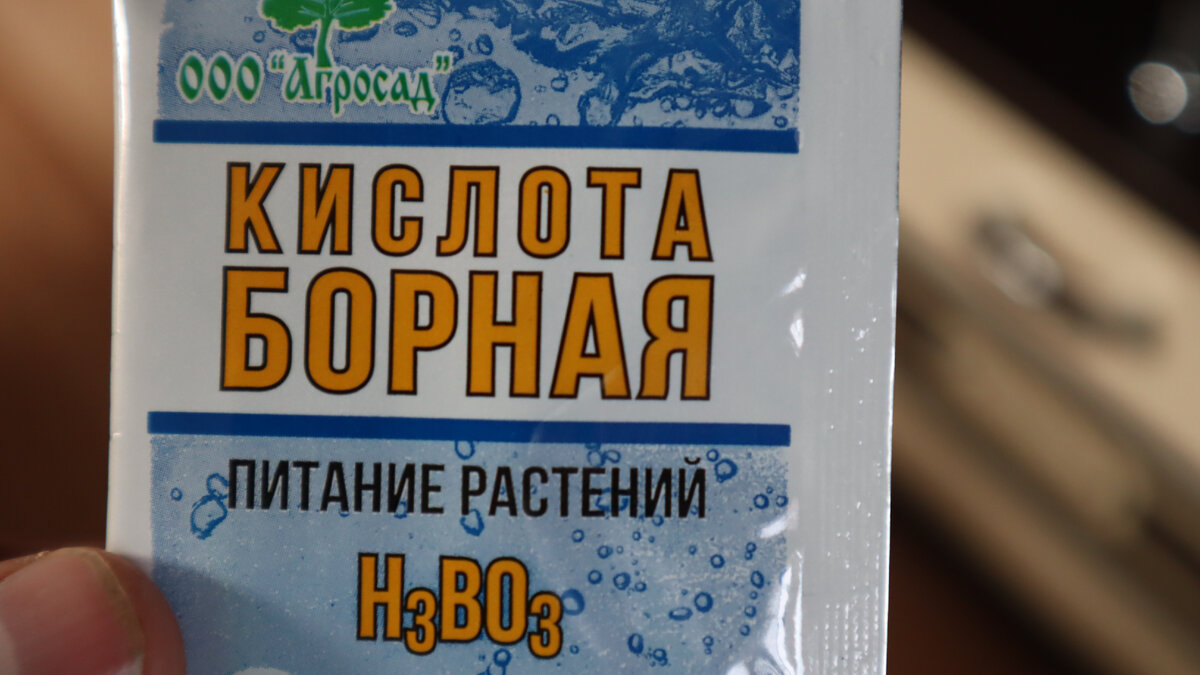 ООО "Агросад"
КИСЛОТА
БОРНАЯ
ПИТАНИЕ РАСТЕНИЙ
H3BO3